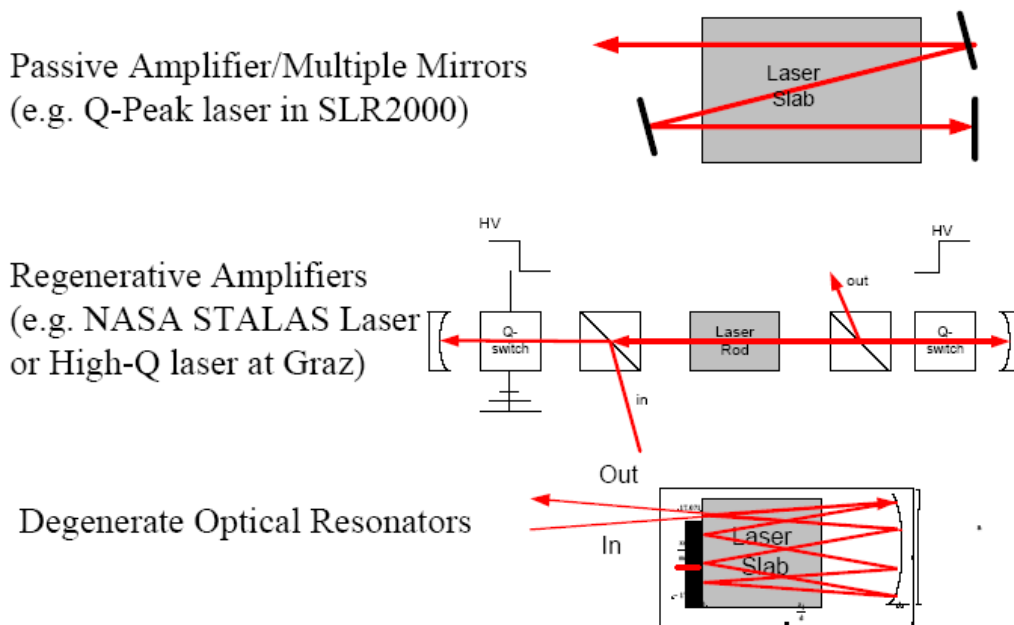 Passive Amplifier/Multiple Mirrors
(e.g. Q-Peak laser in SLR2000)
Laser
Slab
HV
HV
Regenerative Amplifiers
(e.g. NASA STALAS Laser
or High-Q laser at Graz)
out
Q-
switch
Laser
Rod
Q-
switch
in
Out
Degenerate Optical Resonators
In
Laser
Slab